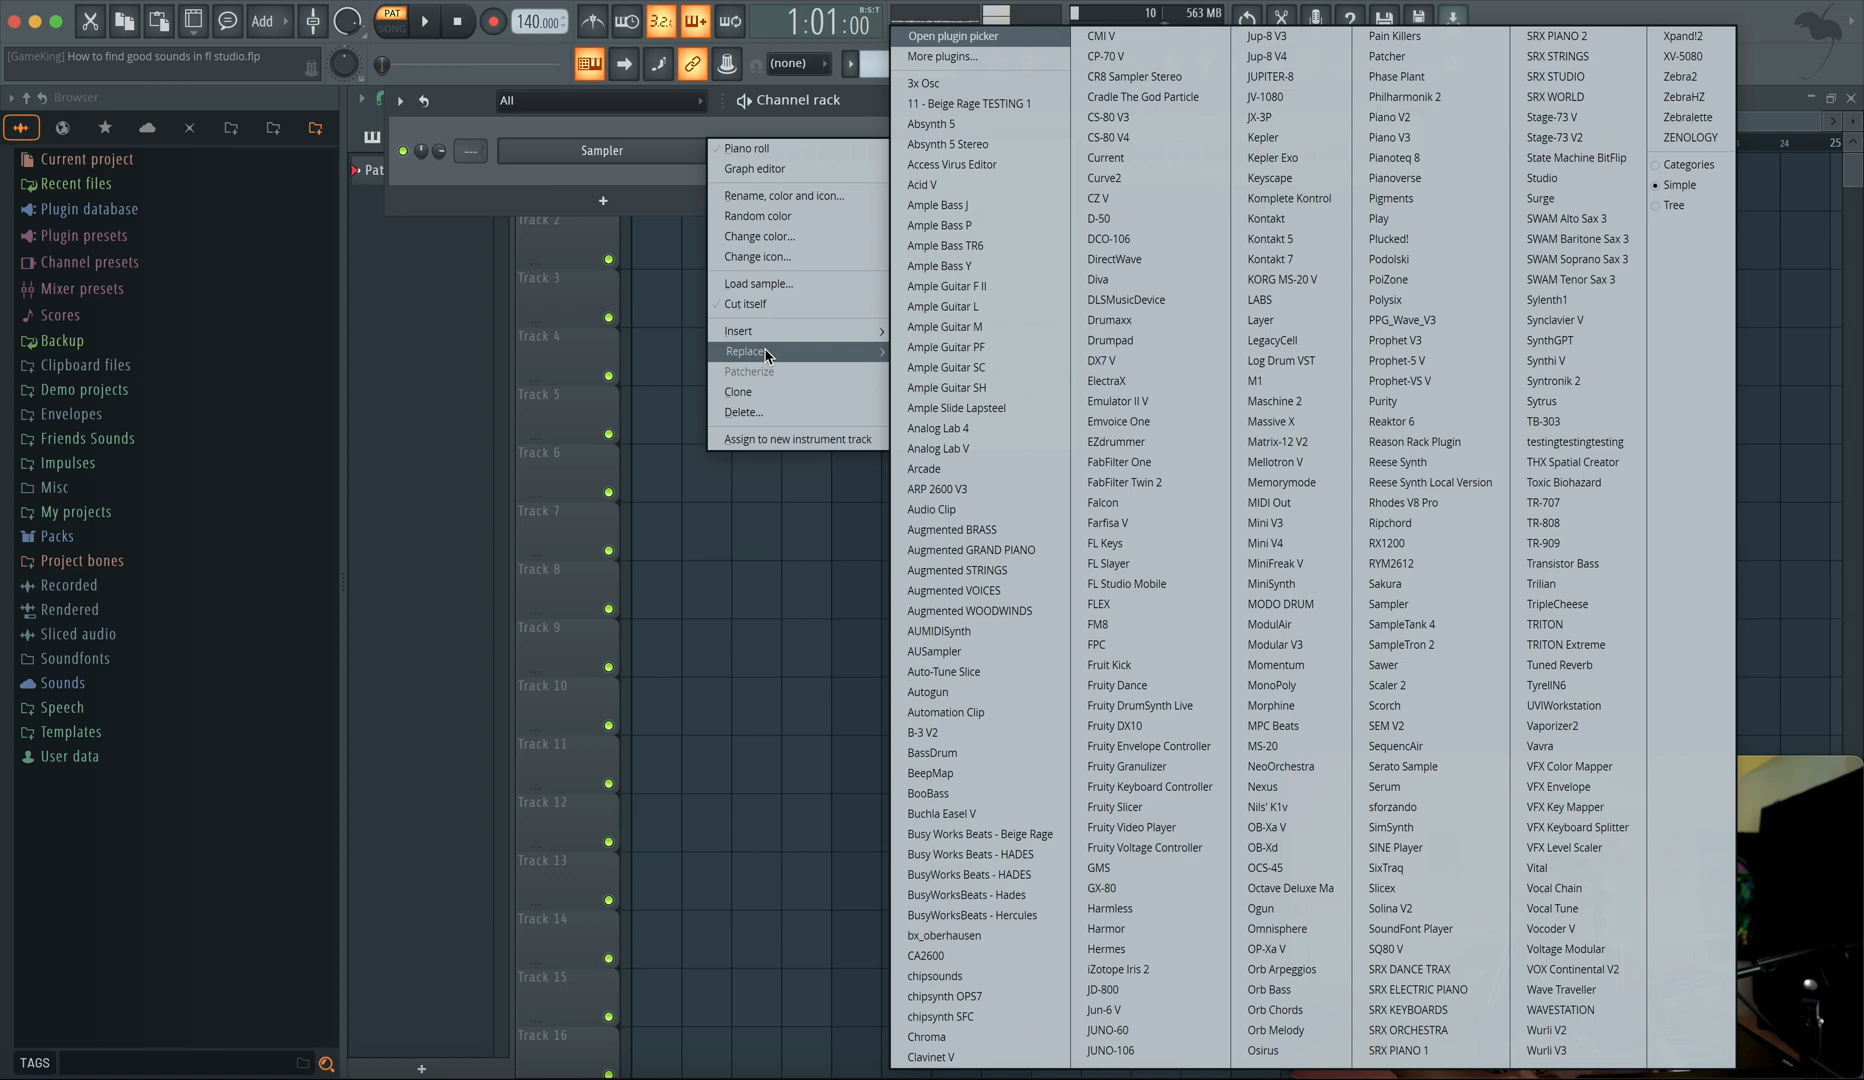 PAT
SONG
Add
140.000
3.2.
1:01:00
B:S:T
10
563 MB
[GameKing] How to find good sounds in fl studio.flp
(none)
Browser
All
Channel rack
Current project
Recent files
Plugin database
Plugin presets
Channel presets
Mixer presets
Scores
Backup
Clipboard files
Demo projects
Envelopes
Friends Sounds
Impulses
Misc
My projects
Packs
Project bones
Recorded
Rendered
Sliced audio
Soundfonts
Sounds
Speech
Templates
User data
TAGS
Sampler
Pat
+
Track 2
Track 3
Track 4
Track 5
Track 6
Track 7
Track 8
Track 9
Track 10
Track 11
Track 12
Track 13
Track 14
Track 15
Track 16
+
Piano roll
Graph editor
Rename, color and icon...
Random color
Change color...
Change icon...
Load sample...
Cut itself
Insert
Replace
Patcherize
Clone
Delete...
Assign to new instrument track
Open plugin picker
More plugins...
3x Osc
11 - Beige Rage TESTING 1
Absynth 5
Absynth 5 Stereo
Access Virus Editor
Acid V
Ample Bass J
Ample Bass P
Ample Bass TR6
Ample Bass Y
Ample Guitar F II
Ample Guitar L
Ample Guitar M
Ample Guitar PF
Ample Guitar SC
Ample Guitar SH
Ample Slide Lapsteel
Analog Lab 4
Analog Lab V
Arcade
ARP 2600 V3
Audio Clip
Augmented BRASS
Augmented GRAND PIANO
Augmented STRINGS
Augmented VOICES
Augmented WOODWINDS
AUMIDISynth
AUSampler
Auto-Tune Slice
Autogun
Automation Clip
B-3 V2
BassDrum
BeepMap
BooBass
Buchla Easel V
Busy Works Beats - Beige Rage
Busy Works Beats - HADES
BusyWorks Beats - HADES
BusyWorksBeats - Hades
BusyWorksBeats - Hercules
bx_oberhausen
CA2600
chipsounds
chipsynth OPS7
chipsynth SFC
Chroma
Clavinet V
CMI V
CP-70 V
CR8 Sampler Stereo
Cradle The God Particle
CS-80 V3
CS-80 V4
Current
Curve2
CZ V
D-50
DCO-106
DirectWave
Diva
DLSMusicDevice
Drumaxx
Drumpad
DX7 V
ElectraX
Emulator II V
Emvoice One
EZdrummer
FabFilter One
FabFilter Twin 2
Falcon
Farfisa V
FL Keys
FL Slayer
FL Studio Mobile
FLEX
FM8
FPC
Fruit Kick
Fruity Dance
Fruity DrumSynth Live
Fruity DX10
Fruity Envelope Controller
Fruity Granulizer
Fruity Keyboard Controller
Fruity Slicer
Fruity Video Player
Fruity Voltage Controller
GMS
GX-80
Harmless
Harmor
Hermes
iZotope Iris 2
JD-800
Jun-6 V
JUNO-60
JUNO-106
Jup-8 V3
Jup-8 V4
JUPITER-8
JV-1080
JX-3P
Kepler
Kepler Exo
Keyscape
Komplete Kontrol
Kontakt
Kontakt 5
Kontakt 7
KORG MS-20 V
LABS
Layer
LegacyCell
Log Drum VST
M1
Maschine 2
Massive X
Matrix-12 V2
Mellotron V
Memorymode
MIDI Out
Mini V3
Mini V4
MiniFreak V
MiniSynth
MODO DRUM
ModulAir
Modular V3
Momentum
MonoPoly
Morphine
MPC Beats
MS-20
NeoOrchestra
Nexus
Nils' K1v
OB-Xa V
OB-Xd
OCS-45
Octave Deluxe Ma
Ogun
Omnisphere
OP-Xa V
Orb Arpeggios
Orb Bass
Orb Chords
Orb Melody
Osirus
Pain Killers
Patcher
Phase Plant
Philharmonik 2
Piano V2
Piano V3
Pianoteq 8
Pianoverse
Pigments
Play
Plucked!
Podolski
PoiZone
Polysix
PPG_Wave_V3
Prophet V3
Prophet-5 V
Prophet-VS V
Purity
Reaktor 6
Reason Rack Plugin
Reese Synth
Reese Synth Local Version
Rhodes V8 Pro
Ripchord
RX1200
RYM2612
Sakura
Sampler
SampleTank 4
SampleTron 2
Sawer
Scaler 2
Scorch
SEM V2
SequencAir
Serato Sample
Serum
sforzando
SimSynth
SINE Player
SixTraq
Slicex
Solina V2
SoundFont Player
SQ80 V
SRX DANCE TRAX
SRX ELECTRIC PIANO
SRX KEYBOARDS
SRX ORCHESTRA
SRX PIANO 1
SRX PIANO 2
SRX STRINGS
SRX STUDIO
SRX WORLD
Stage-73 V
Stage-73 V2
State Machine BitFlip
Studio
Surge
SWAM Alto Sax 3
SWAM Baritone Sax 3
SWAM Soprano Sax 3
SWAM Tenor Sax 3
Sylenth1
Synclavier V
SynthGPT
Synthi V
Syntronik 2
Sytrus
TB-303
testingtestingtesting
THX Spatial Creator
Toxic Biohazard
TR-707
TR-808
TR-909
Transistor Bass
Trilian
TripleCheese
TRITON
TRITON Extreme
Tuned Reverb
TyrellN6
UVIWorkstation
Vaporizer2
Vavra
VFX Color Mapper
VFX Envelope
VFX Key Mapper
VFX Keyboard Splitter
VFX Level Scaler
Vital
Vocal Chain
Vocal Tune
Vocoder V
Voltage Modular
VOX Continental V2
Wave Traveller
WAVESTATION
Wurli V2
Wurli V3
Xpand!2
XV-5080
Zebra2
ZebraHZ
Zebralette
ZENOLOGY
Categories
Simple
Tree
24
25